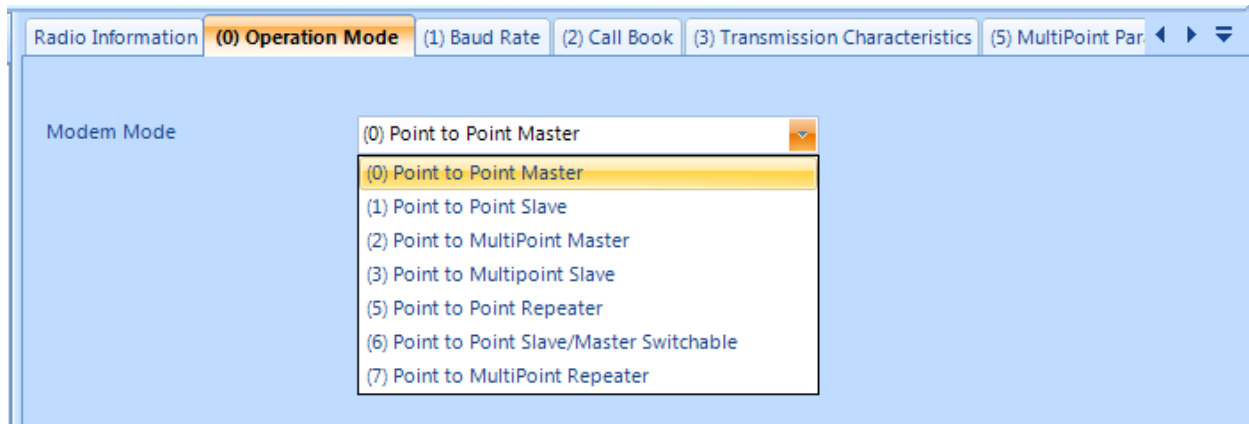 Radio Information (0) Operation Mode (1) Baud Rate (2) Call Book (3) Transmission Characteristics (5) MultiPoint Par
Modem Mode (0) Point to Point Master
(0) Point to Point Master
(1) Point to Point Slave
(2) Point to MultiPoint Master
(3) Point to Multipoint Slave
(5) Point to Point Repeater
(6) Point to Point Slave/Master Switchable
(7) Point to MultiPoint Repeater